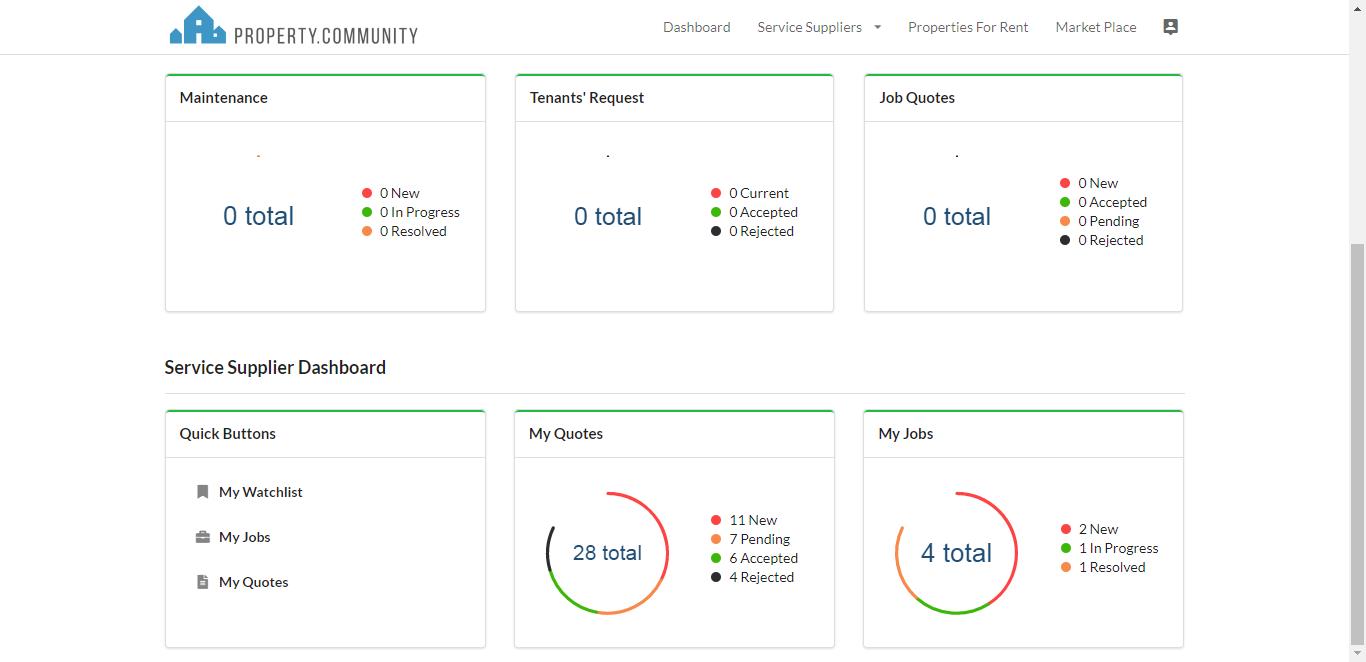 PROPERTY.COMMUNITY
Dashboard Service Suppliers Properties For Rent Market Place
Maintenance
0 total
0 New
0 In Progress
0 Resolved
Tenants' Request
0 total
0 Current
0 Accepted
0 Rejected
Job Quotes
0 total
0 New
0 Accepted
0 Pending
0 Rejected
Service Supplier Dashboard
Quick Buttons
My Watchlist
My Jobs
My Quotes
My Quotes
28 total
11 New
7 Pending
6 Accepted
4 Rejected
My Jobs
4 total
2 New
1 In Progress
1 Resolved